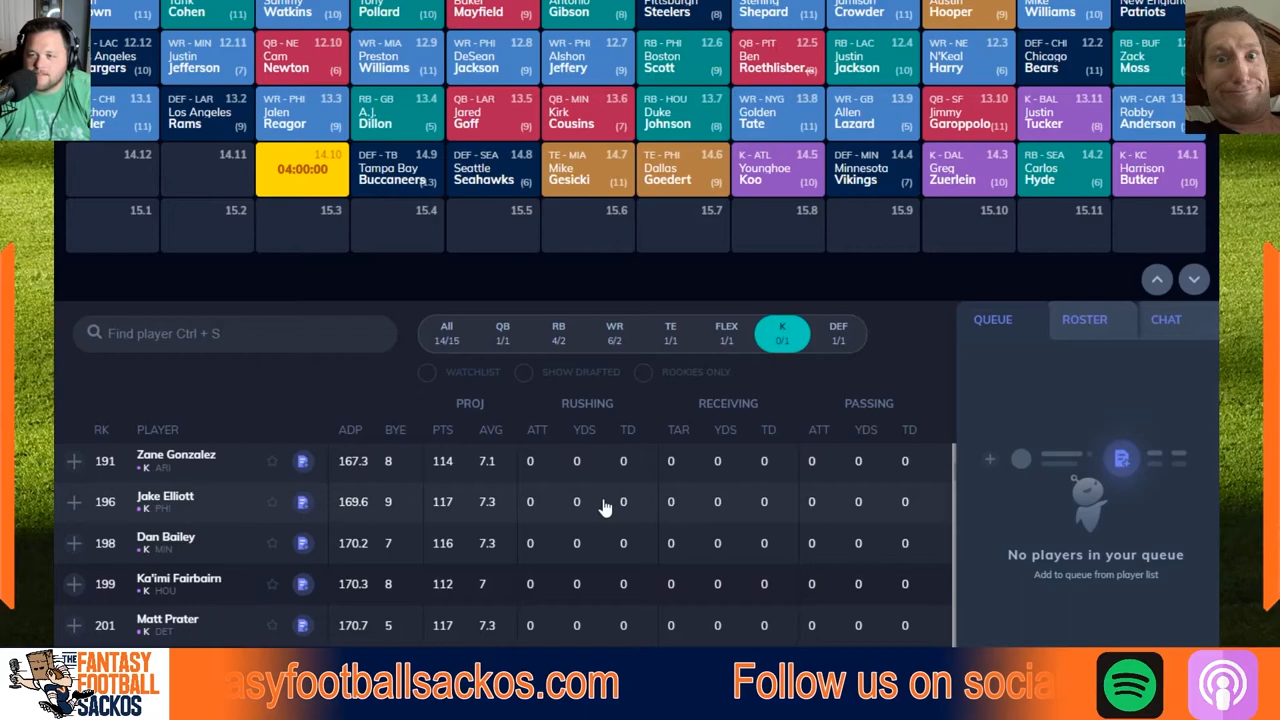 Cohen (11)
Watkins (10)
Pollard (10)
Mayfield (9)
Gibson (8)
Steelers (8)
Shepard (11)
Crowder (11)
Hooper (9)
Williams (10)
Patriots
- LAC 12.12
Angeles
argers (10)
WR - MIN 12.11
Justin
Jefferson (7)
QB - NE 12.10
Cam
Newton (6)
WR - MIA 12.9
Preston
Williams (11)
WR - PHI 12.8
DeSean
Jackson (9)
WR - PHI 12.7
Alshon
Jeffery (9)
RB - PHI 12.6
Boston
Scott (9)
QB - PIT 12.5
Ben
Roethlisber..(8)
RB - LAC 12.4
Justin
Jackson (10)
WR - NE 12.3
N'Keal
Harry (6)
DEF - CHI 12.2
Chicago
Bears (11)
RB - BUF
Zack
Moss
- CHI 13.1
thony
ler (11)
DEF - LAR 13.2
Los Angeles
Rams (9)
WR - PHI 13.3
Jalen
Reagor (9)
RB - GB 13.4
A.J.
Dillon (5)
QB - LAR 13.5
Jared
Goff (9)
QB - MIN 13.6
Kirk
Cousins (7)
RB - HOU 13.7
Duke
Johnson (8)
WR - NYG 13.8
Golden
Tate (11)
WR - GB 13.9
Allen
Lazard (5)
QB - SF 13.10
Jimmy
Garoppolo(11)
K - BAL 13.11
Justin
Tucker (8)
WR - CAR
Robby
Anderson
14.12
14.11
14.10
04:00:00
DEF - TB 14.9
Tampa Bay
Buccaneers(13)
DEF - SEA 14.8
Seattle
Seahawks (6)
TE - MIA 14.7
Mike
Gesicki (11)
TE - PHI 14.6
Dallas
Goedert (9)
K - ATL 14.5
Younghoe
Koo (10)
DEF - MIN 14.4
Minnesota
Vikings (7)
K - DAL 14.3
Greg
Zuerlein (10)
RB - SEA 14.2
Carlos
Hyde (6)
K - KC 14.1
Harrison
Butker (10)
15.1 15.2 15.3 15.4 15.5 15.6 15.7 15.8 15.9 15.10 15.11 15.12
Find player Ctrl + S
All QB RB WR TE FLEX K DEF
14/15 1/1 4/2 6/2 1/1 1/1 0/1 1/1
QUEUE ROSTER CHAT
WATCHLIST SHOW DRAFTED ROOKIES ONLY
PROJ RUSHING RECEIVING PASSING
RK PLAYER ADP BYE PTS AVG ATT YDS TD TAR YDS TD ATT YDS TD
191 Zane Gonzalez 167.3 8 114 7.1 0 0 0 0 0 0 0 0 0
K ARI
196 Jake Elliott 169.6 9 117 7.3 0 0 0 0 0 0 0 0 0
K PHI
198 Dan Bailey 170.2 7 116 7.3 0 0 0 0 0 0 0 0 0
K MIN
199 Ka'imi Fairbairn 170.3 8 112 7 0 0 0 0 0 0 0 0 0
K HOU
201 Matt Prater 170.7 5 117 7.3 0 0 0 0 0 0 0 0 0
K DET
No players in your queue
Add to queue from player list
THE
FANTASY
FOOTBALL
SACKOS
asyfootballsackos.com
Follow us on socia